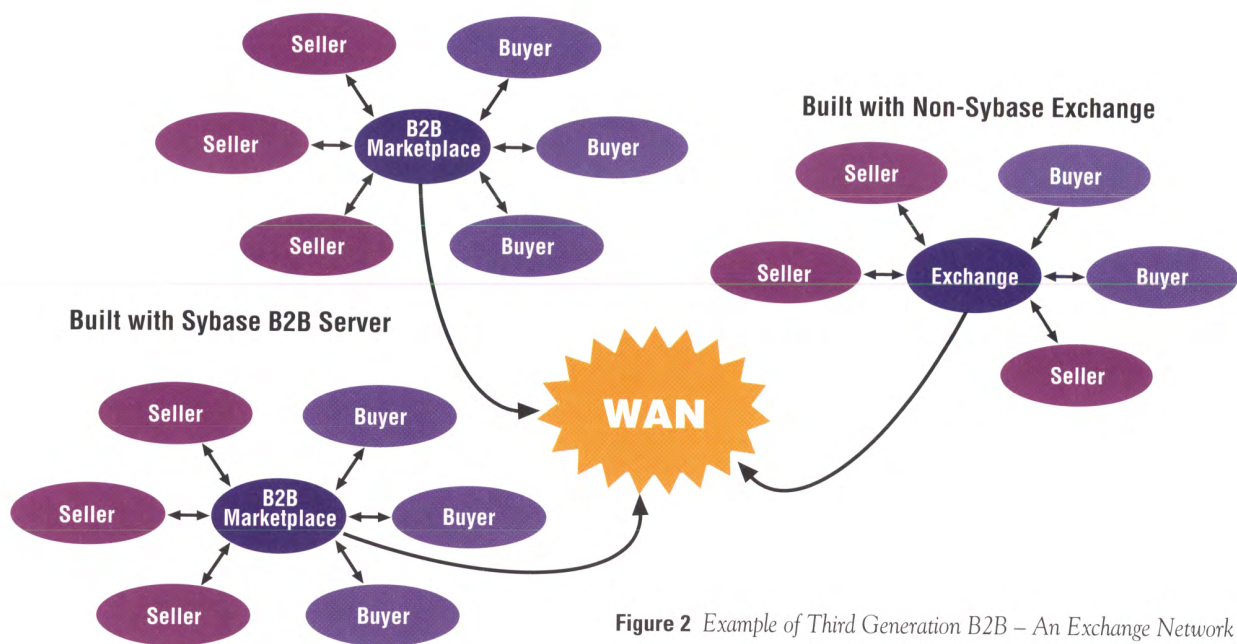 Seller
Buyer
Seller
B2B
Marketplace
Buyer
Seller
Buyer
Built with Non-Sybase Exchange
Seller
Buyer
Seller
Exchange
Buyer
Seller
Built with Sybase B2B Server
WAN
Seller
Buyer
Seller
B2B
Marketplace
Buyer
Seller
Buyer
Figure 2 Example of Third Generation B2B – An Exchange Network